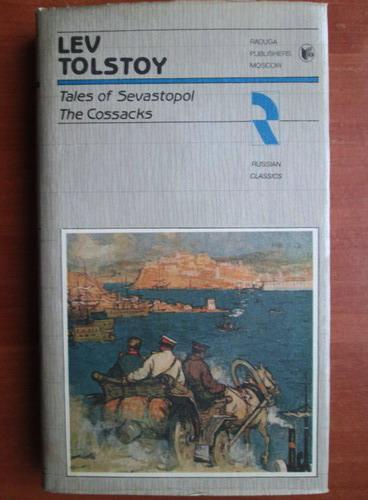 LEV
TOLSTOY
Tales of Sevastopol
The Cossacks
RADUGA
PUBLISHERS
MOSCOW
RUSSIAN
CLASSICS